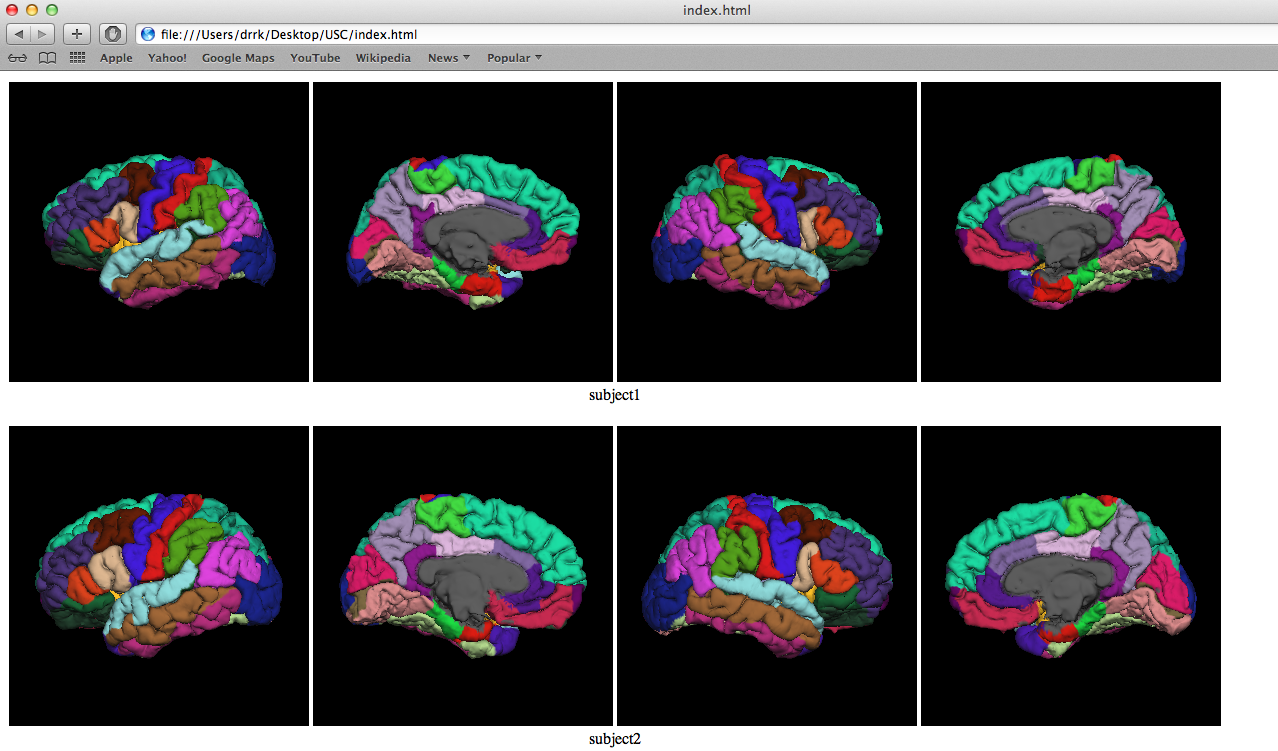 index.html
file:///Users/drrk/Desktop/USC/index.html
Apple Yahoo! Google Maps YouTube Wikipedia News Popular
subject1
subject2